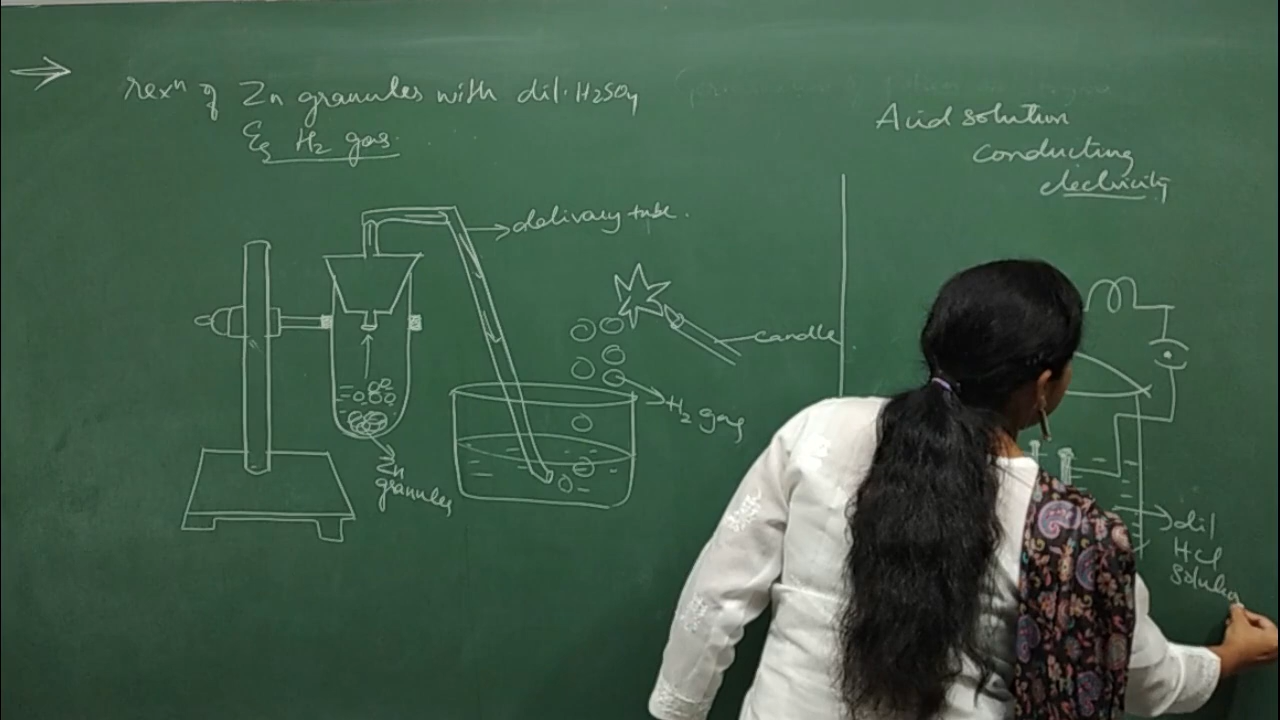 rexn of Zn granules with dil. H2SO4
Eg H2 gas.
delivary tube.
candle
H2 gas
Zn
granules
Acid solution
conducting
electricity
dil
HCl
Solution